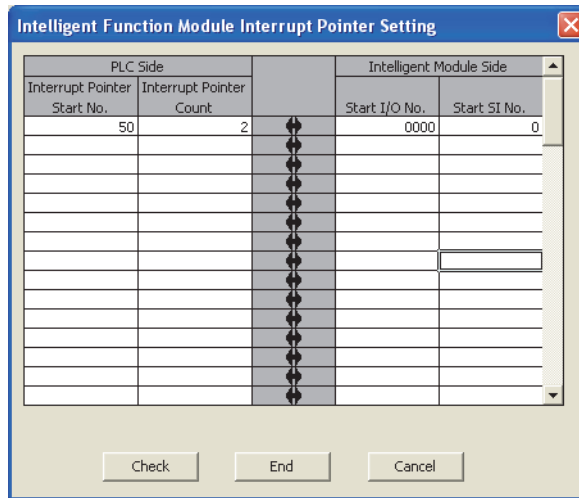 Intelligent Function Module Interrupt Pointer Setting
PLC Side Intelligent Module Side
Interrupt Pointer Start No. Interrupt Pointer Count Start I/O No. Start SI No.
50 2 0000 0
Check End Cancel